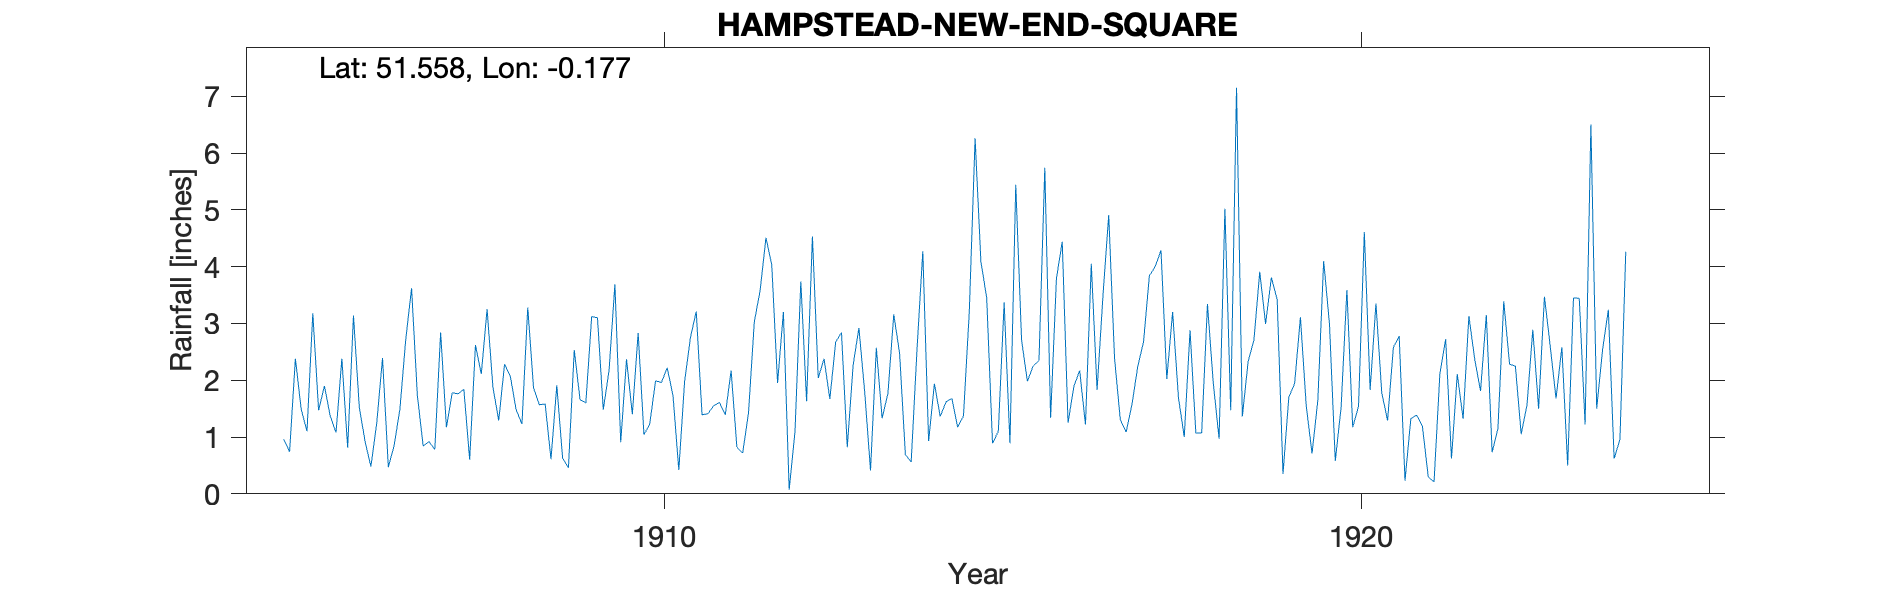 HAMPSTEAD-NEW-END-SQUARE
Lat: 51.558, Lon: -0.177
7
6
5
4
3
2
1
0
Rainfall [inches]
1910 1920
Year